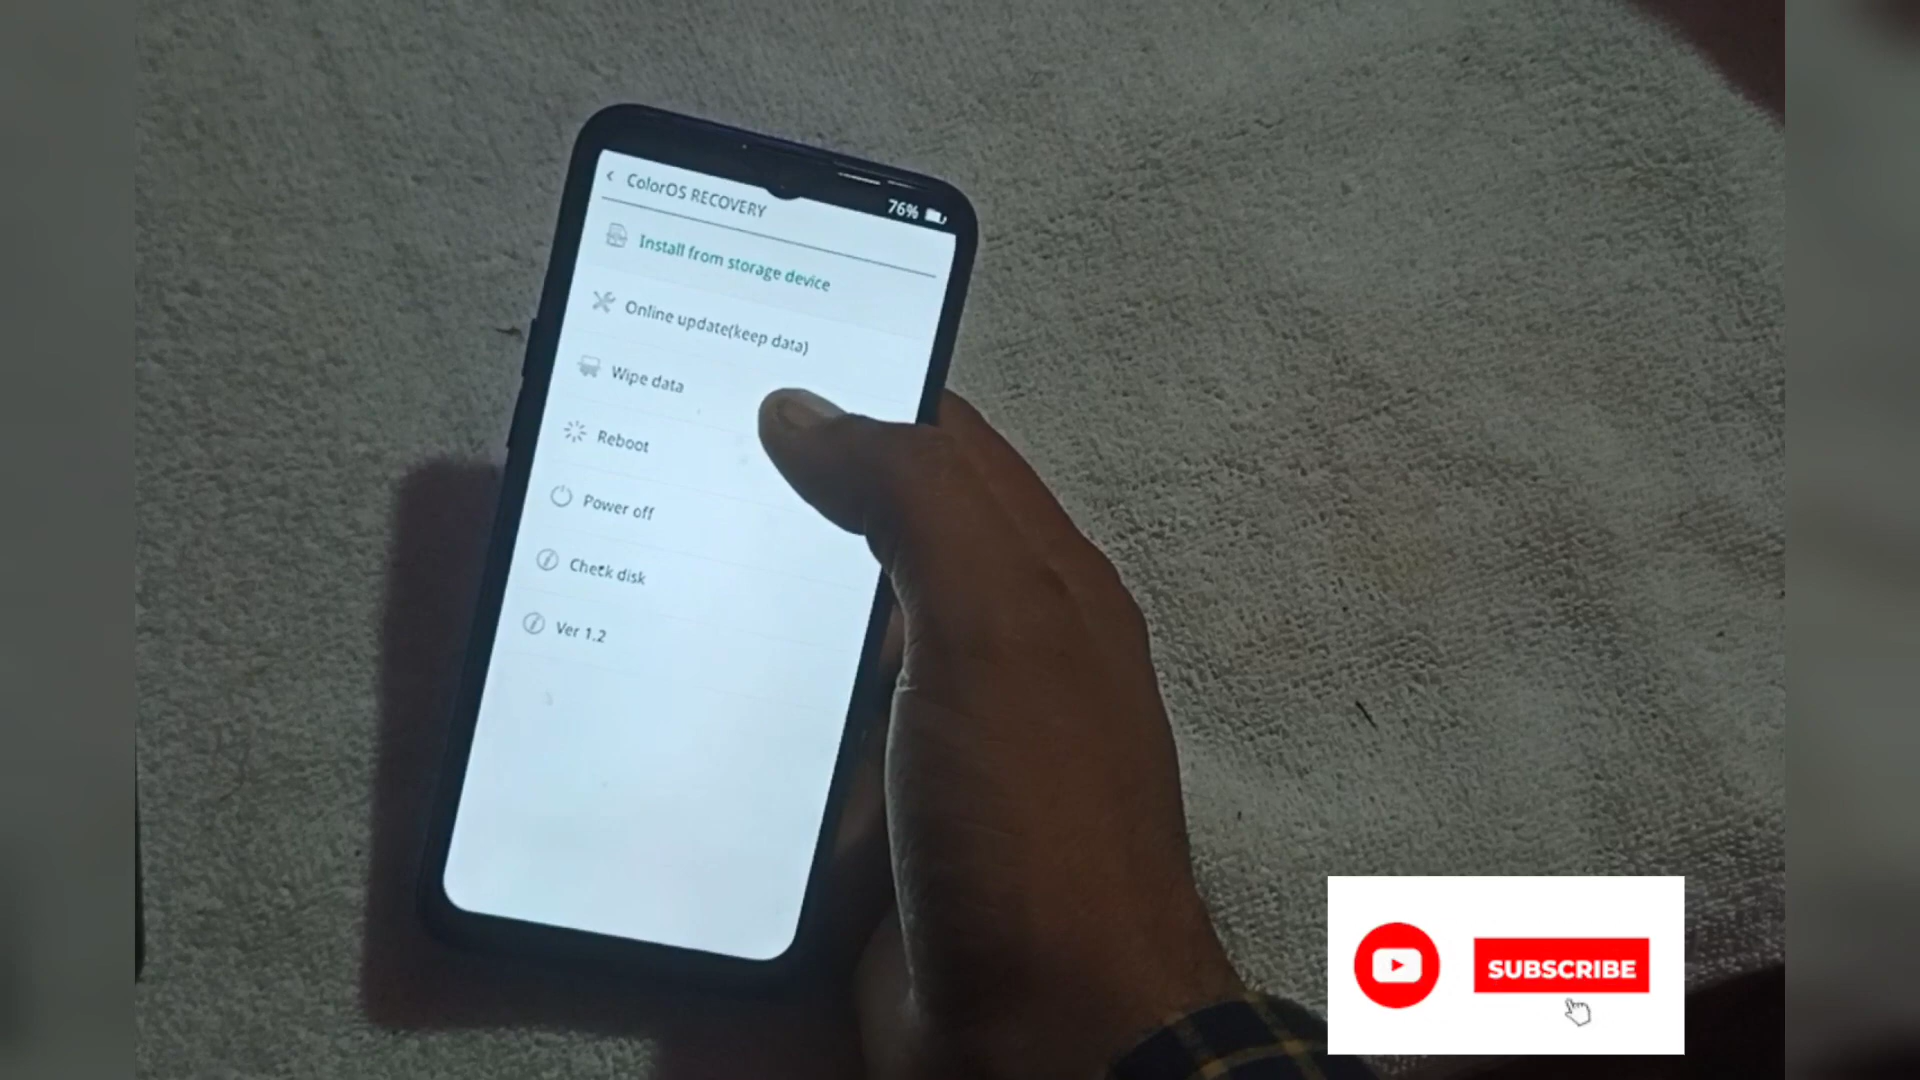 ColorOS RECOVERY
76%
Install from storage device
Online update(keep data)
Wipe data
Reboot
Power off
Check disk
Ver 1.2
SUBSCRIBE